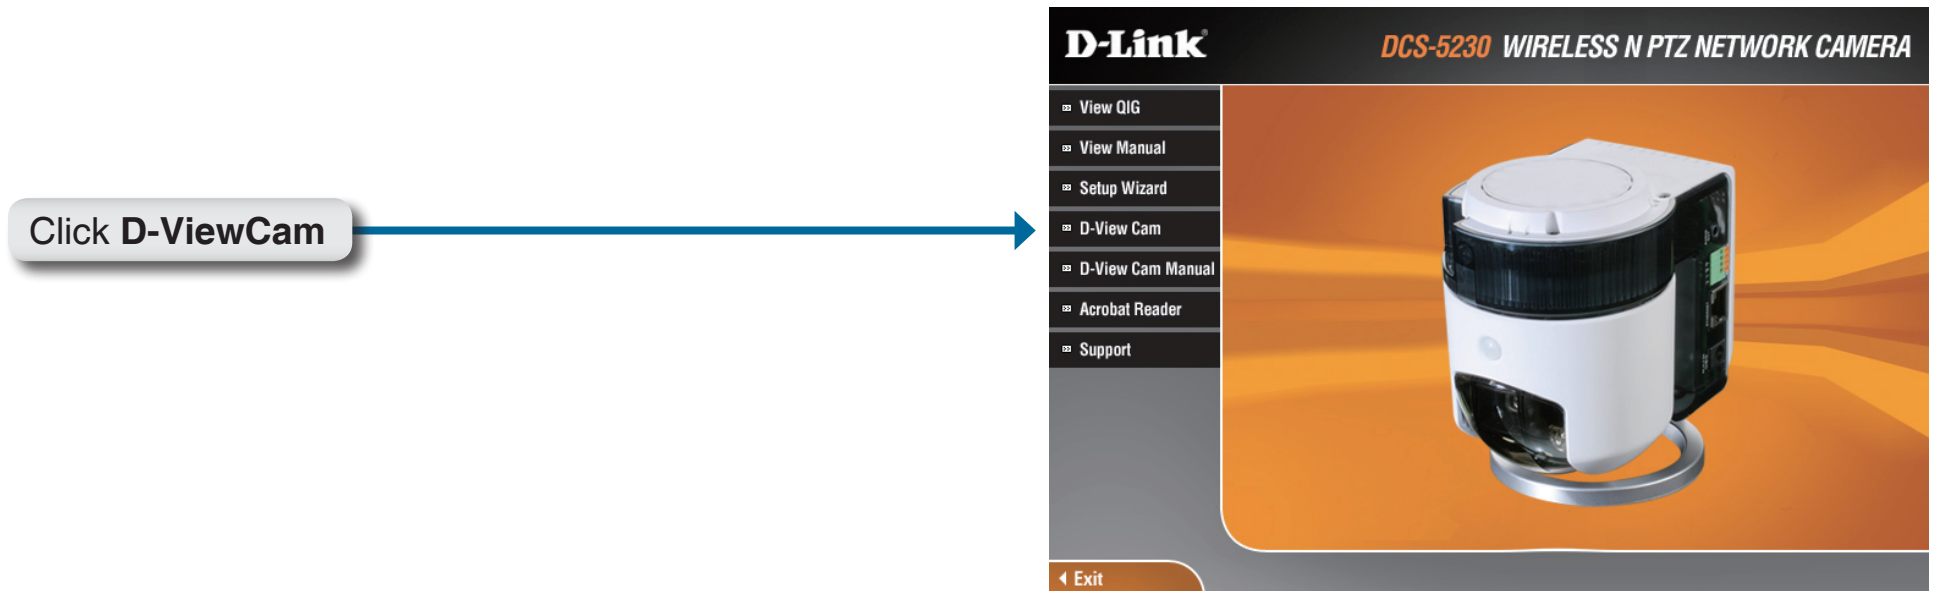 Click D-ViewCam
D-Link
DCS-5230 WIRELESS N PTZ NETWORK CAMERA
View QIG
View Manual
Setup Wizard
D-View Cam
D-View Cam Manual
Acrobat Reader
Support
Exit